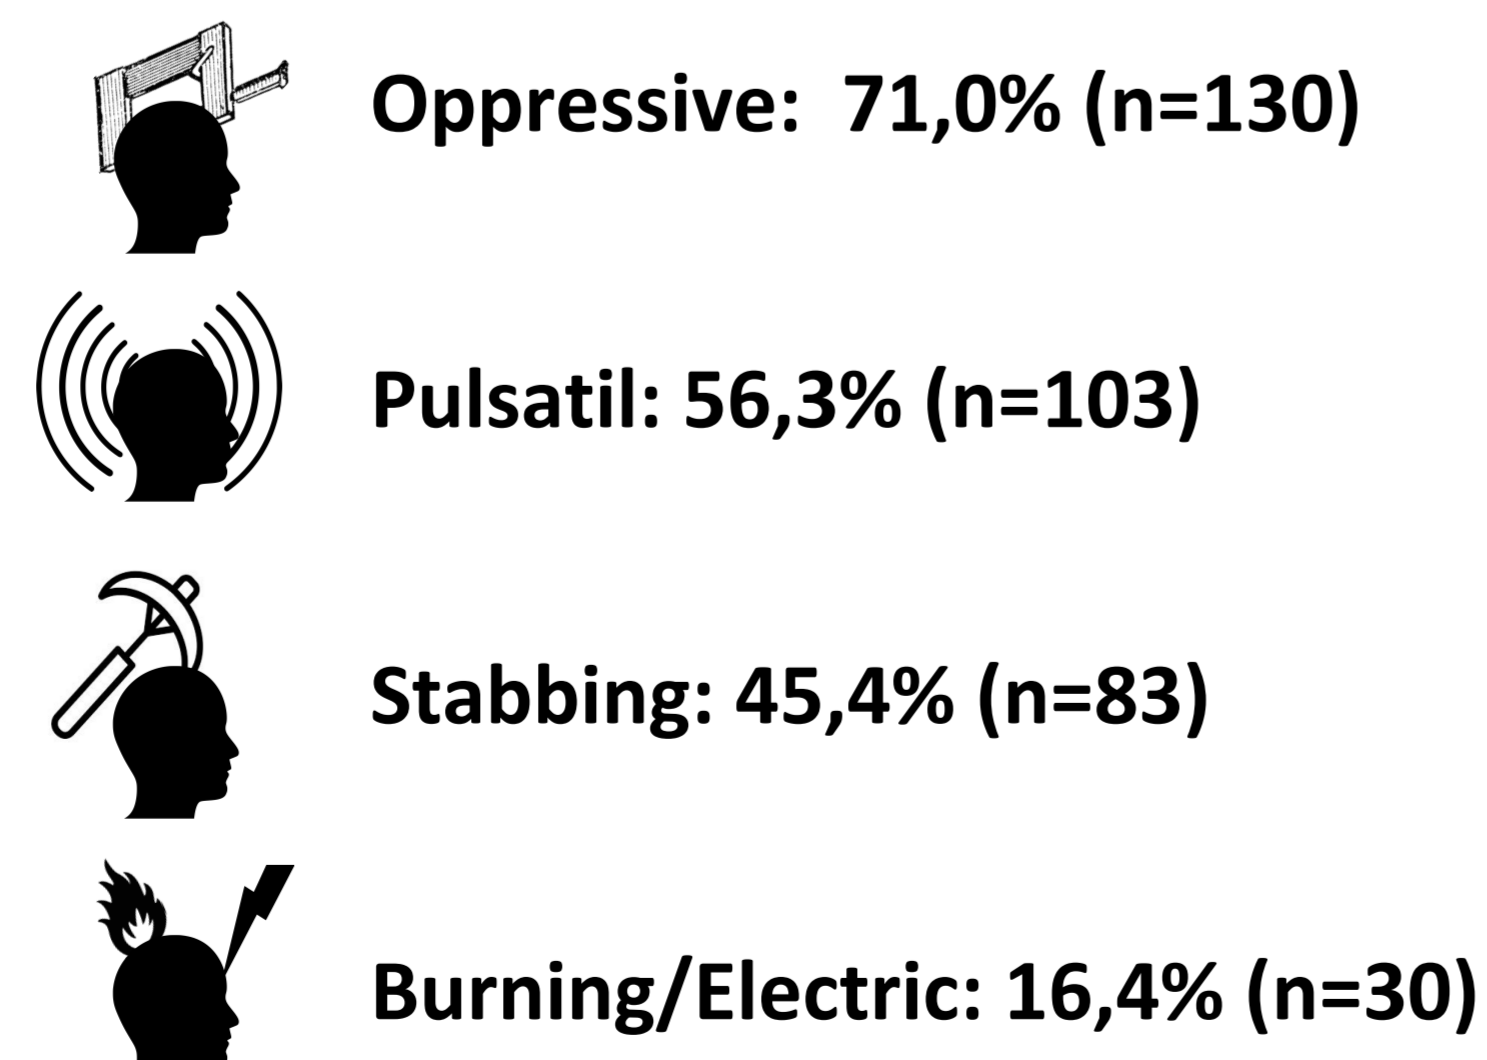 Oppressive: 71,0% (n=130)
Pulsatil: 56,3% (n=103)
Stabbing: 45,4% (n=83)
Burning/Electric: 16,4% (n=30)